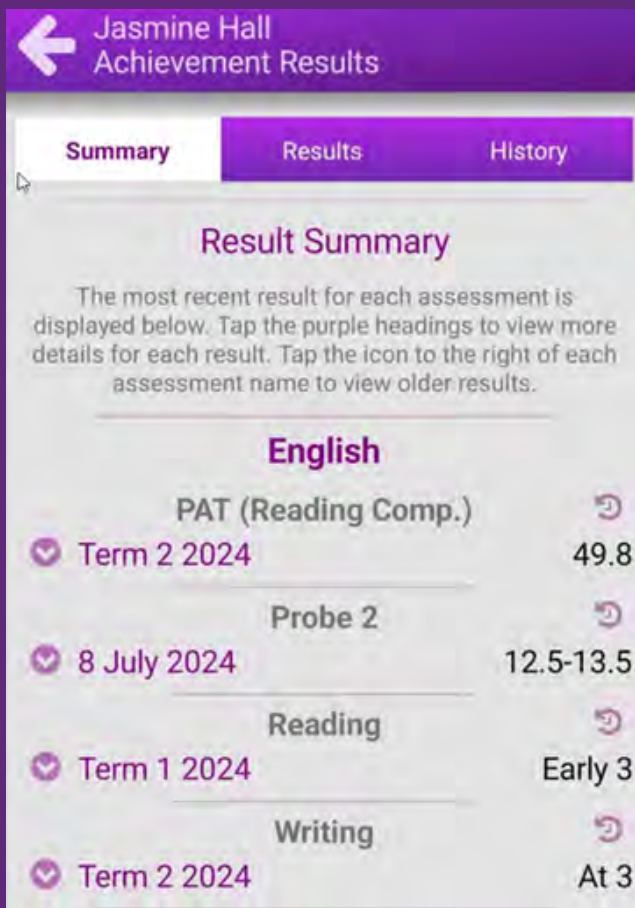 Jasmine Hall
Achievement Results
Summary Results History
Result Summary
The most recent result for each assessment is
displayed below. Tap the purple headings to view more
details for each result. Tap the icon to the right of each
assessment name to view older results.
English
PAT (Reading Comp.)
Term 2 2024 49.8
Probe 2
8 July 2024 12.5-13.5
Reading
Term 1 2024 Early 3
Writing
Term 2 2024 At 3